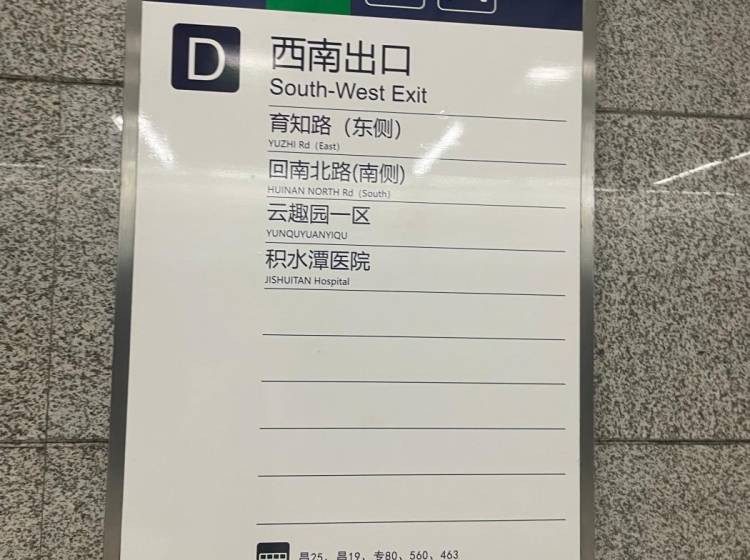 D
西南出口
South-West Exit
育知路（东侧）
YUZHI Rd（East）
回南北路(南侧)
HUINAN NORTH Rd（South）
云趣园一区
YUNQUYUANYIQU
积水潭医院
JISHUITAN Hospital
昌25、昌19、专80、560、463